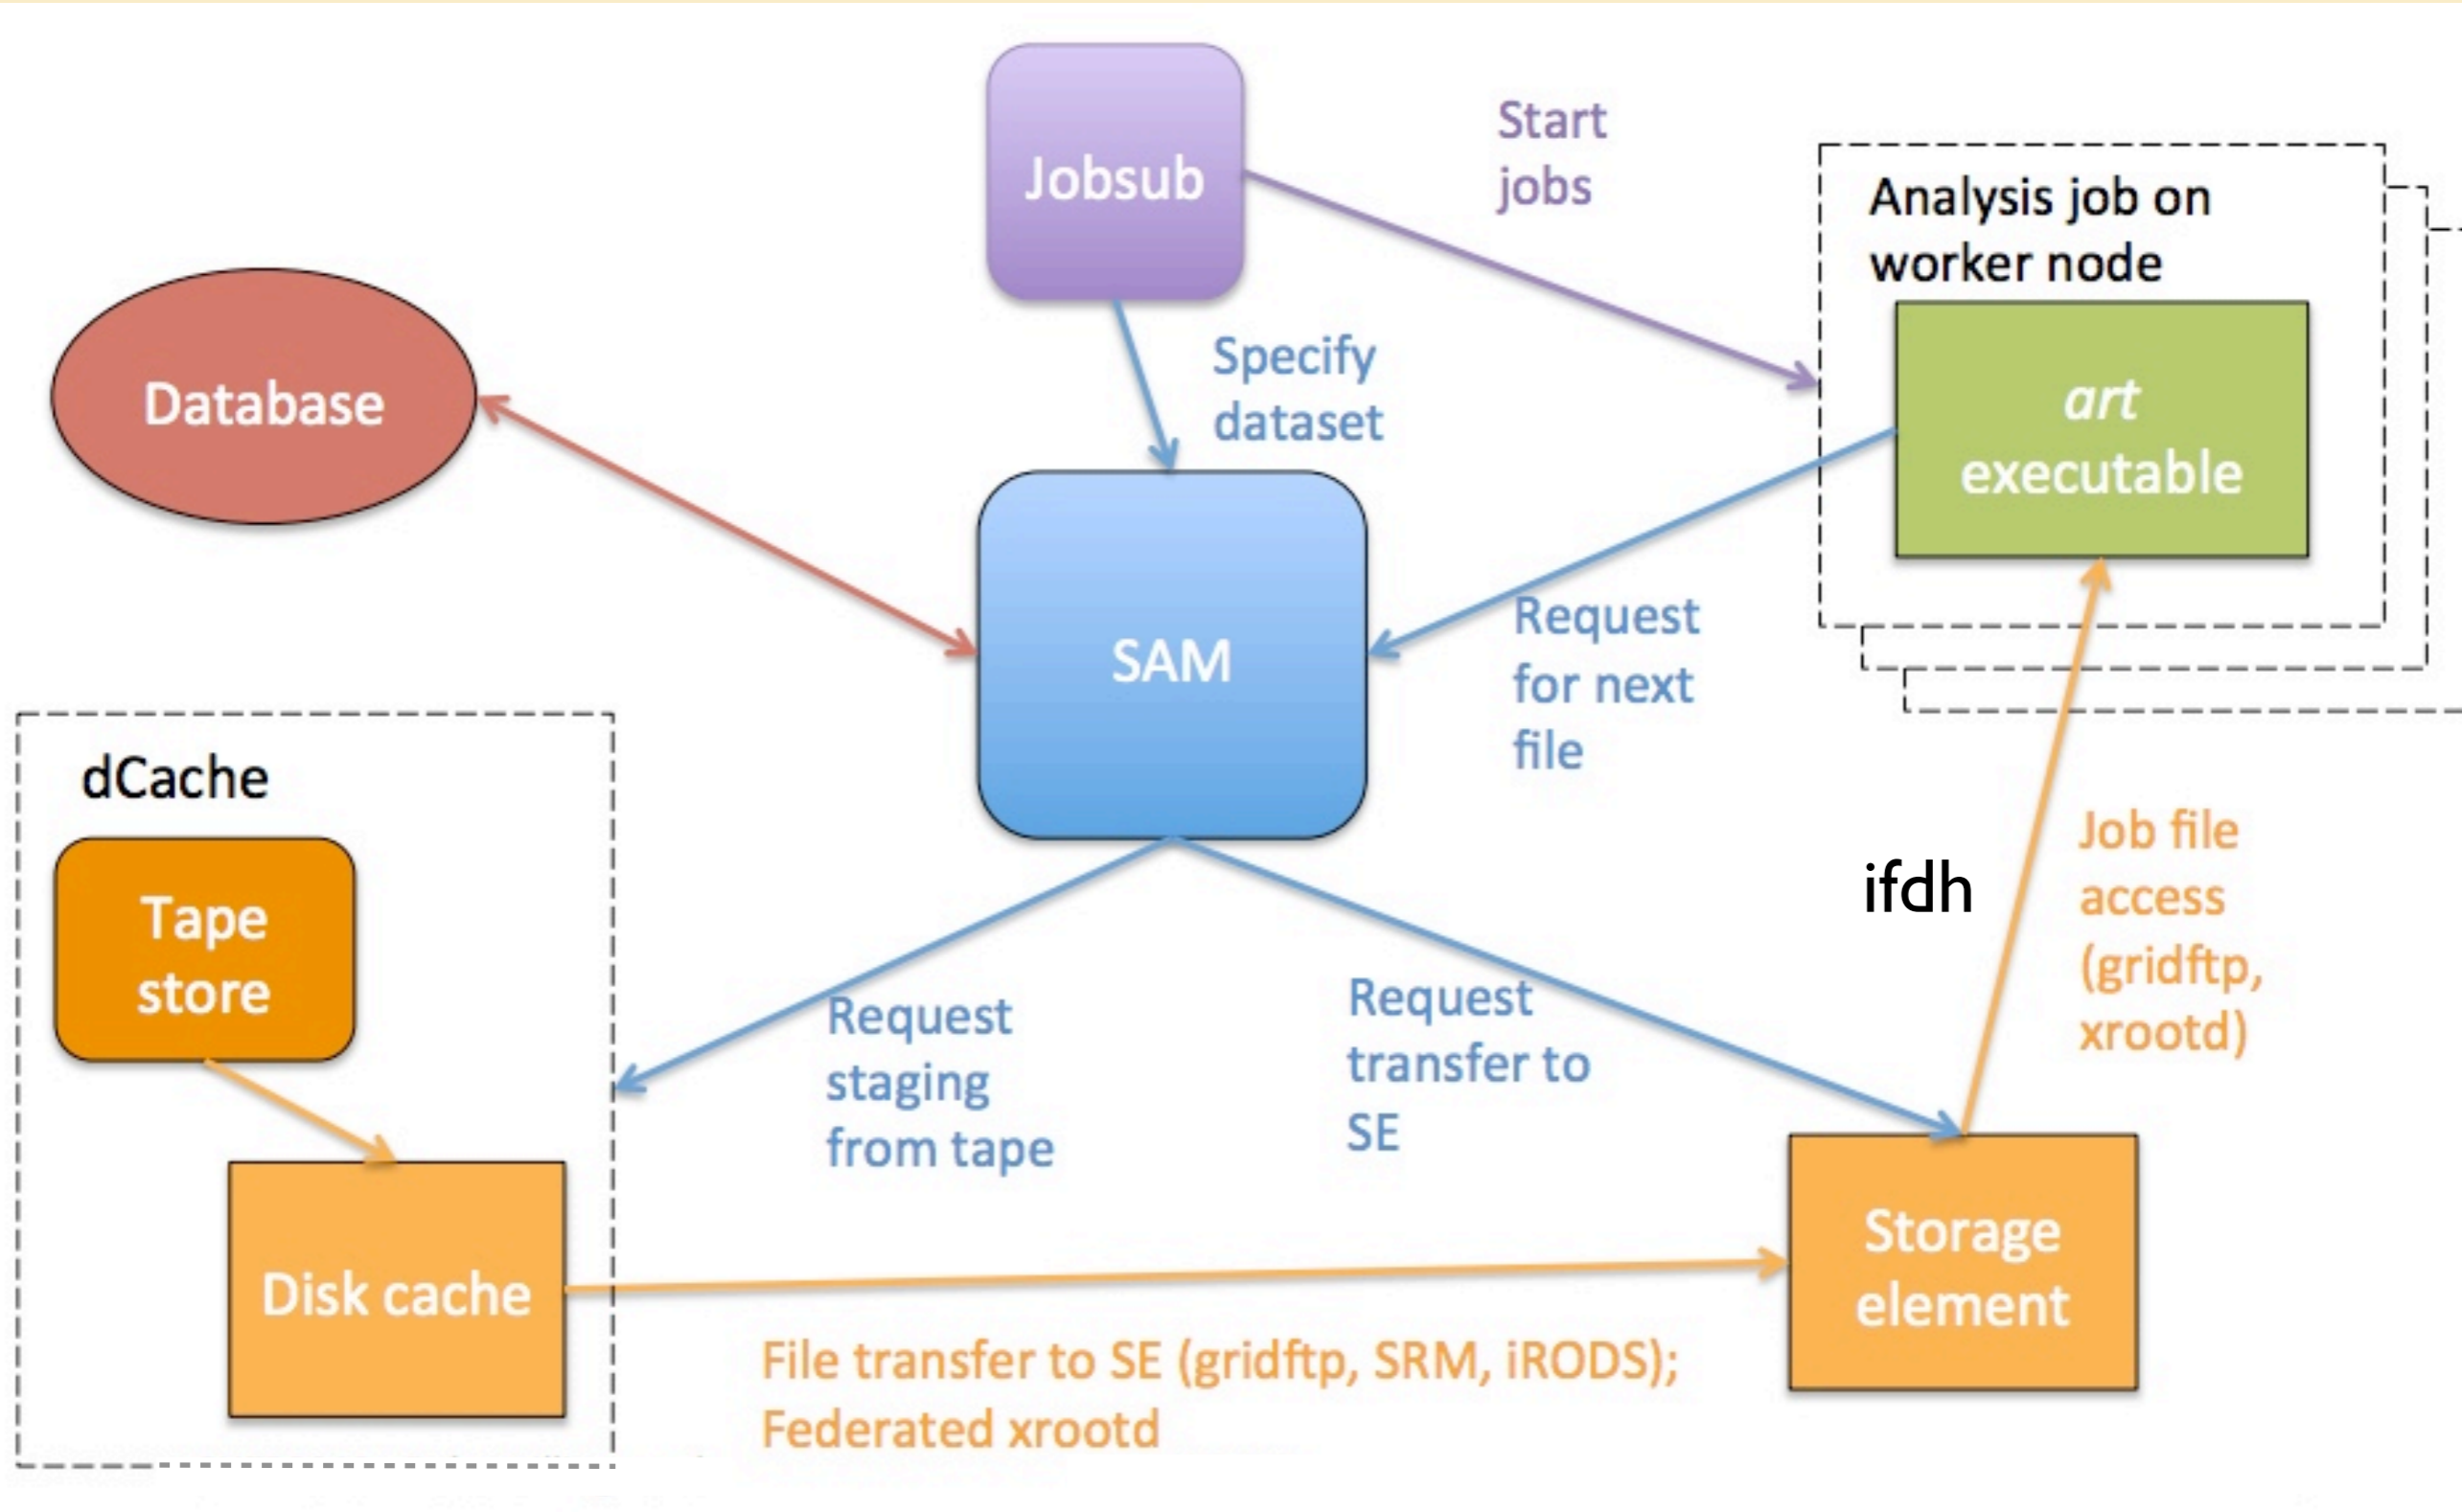 Jobsub
Start
jobs
Analysis job on
worker node
art
executable
Database
Specify
dataset
SAM
Request
for next
file
dCache
Tape
store
ifdh
Job file
access
(gridftp,
xrootd)
Request
staging
from tape
Request
transfer to
SE
Disk cache
Storage
element
File transfer to SE (gridftp, SRM, iRODS);
Federated xrootd